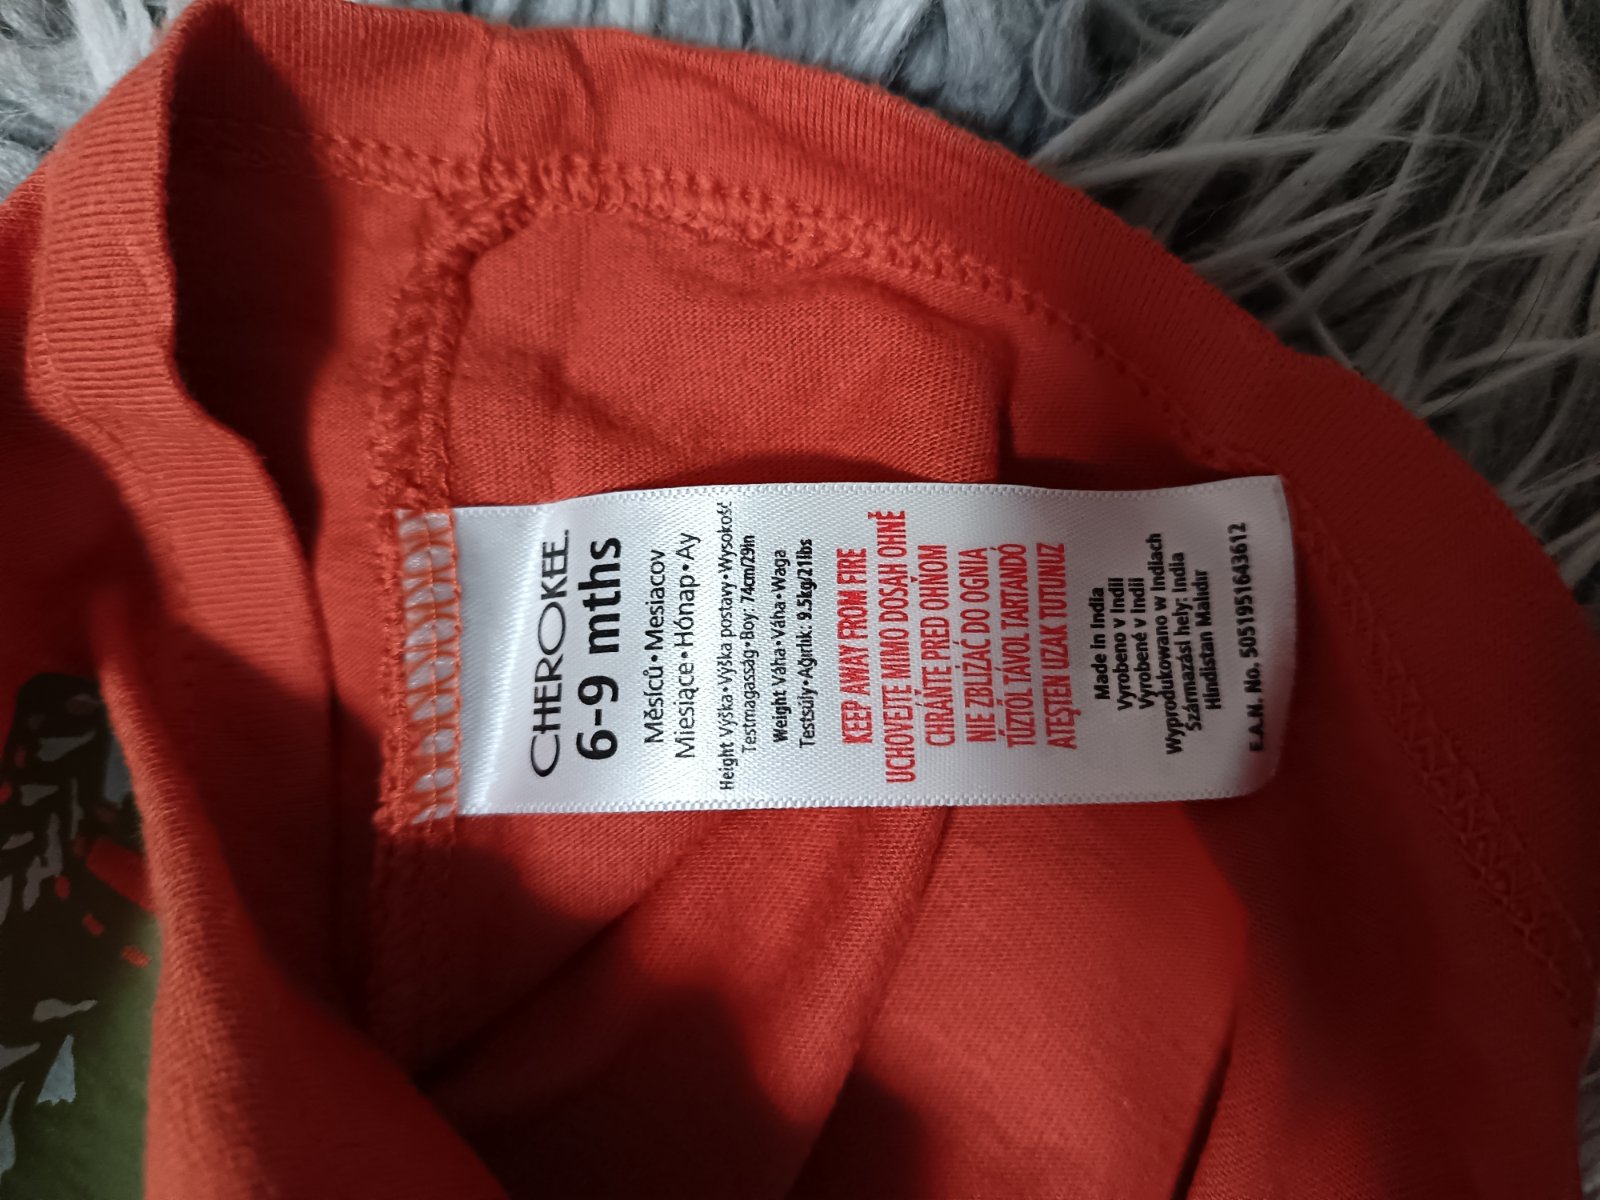 CHEROKEE.
6-9 mths
Měsíců•Mesiacov
Miesiące•Hónap•Ay
Height Výška•Výška postavy•Wysokość
Testmagasság•Boy: 74cm/29in
Weight Váha•Váha•Waga
Testsúly•Ağırlık: 9.5kg/21lbs
KEEP AWAY FROM FIRE
UCHOVEJTE MIMO DOSAH OHNĚ
CHRÁŇTE PRED OHŇOM
NIE ZBLIŻAĆ DO OGNIA
TŰZTŐL TÁVOL TARTANDÓ
ATEŞTEN UZAK TUTUNUZ
Made in India
Vyrobeno v Indii
Vyrobené v Indii
Wyprodukowano w Indiach
Származási hely: India
Hindistan Malıdır
E.A.N. No. 5051951643612